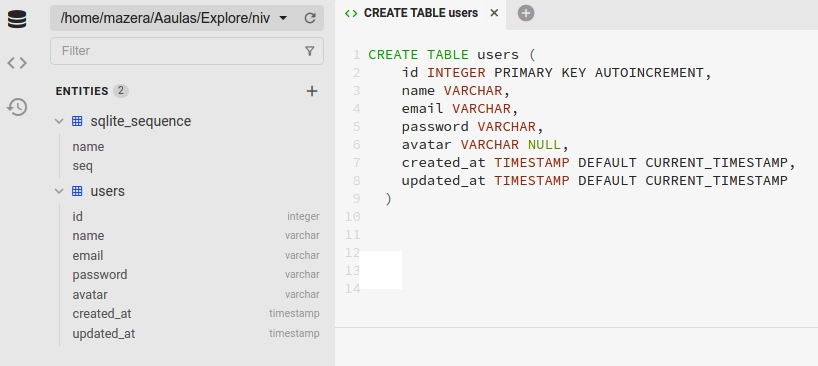 /home/mazera/Aaulas/Explore/niv
Filter
ENTITIES 2
sqlite_sequence
name
seq
users
id integer
name varchar
email varchar
password varchar
avatar varchar
created_at timestamp
updated_at timestamp
CREATE TABLE users
1 CREATE TABLE users (
2 id INTEGER PRIMARY KEY AUTOINCREMENT,
3 name VARCHAR,
4 email VARCHAR,
5 password VARCHAR,
6 avatar VARCHAR NULL,
7 created_at TIMESTAMP DEFAULT CURRENT_TIMESTAMP,
8 updated_at TIMESTAMP DEFAULT CURRENT_TIMESTAMP
9 )
10
11
12
13
14